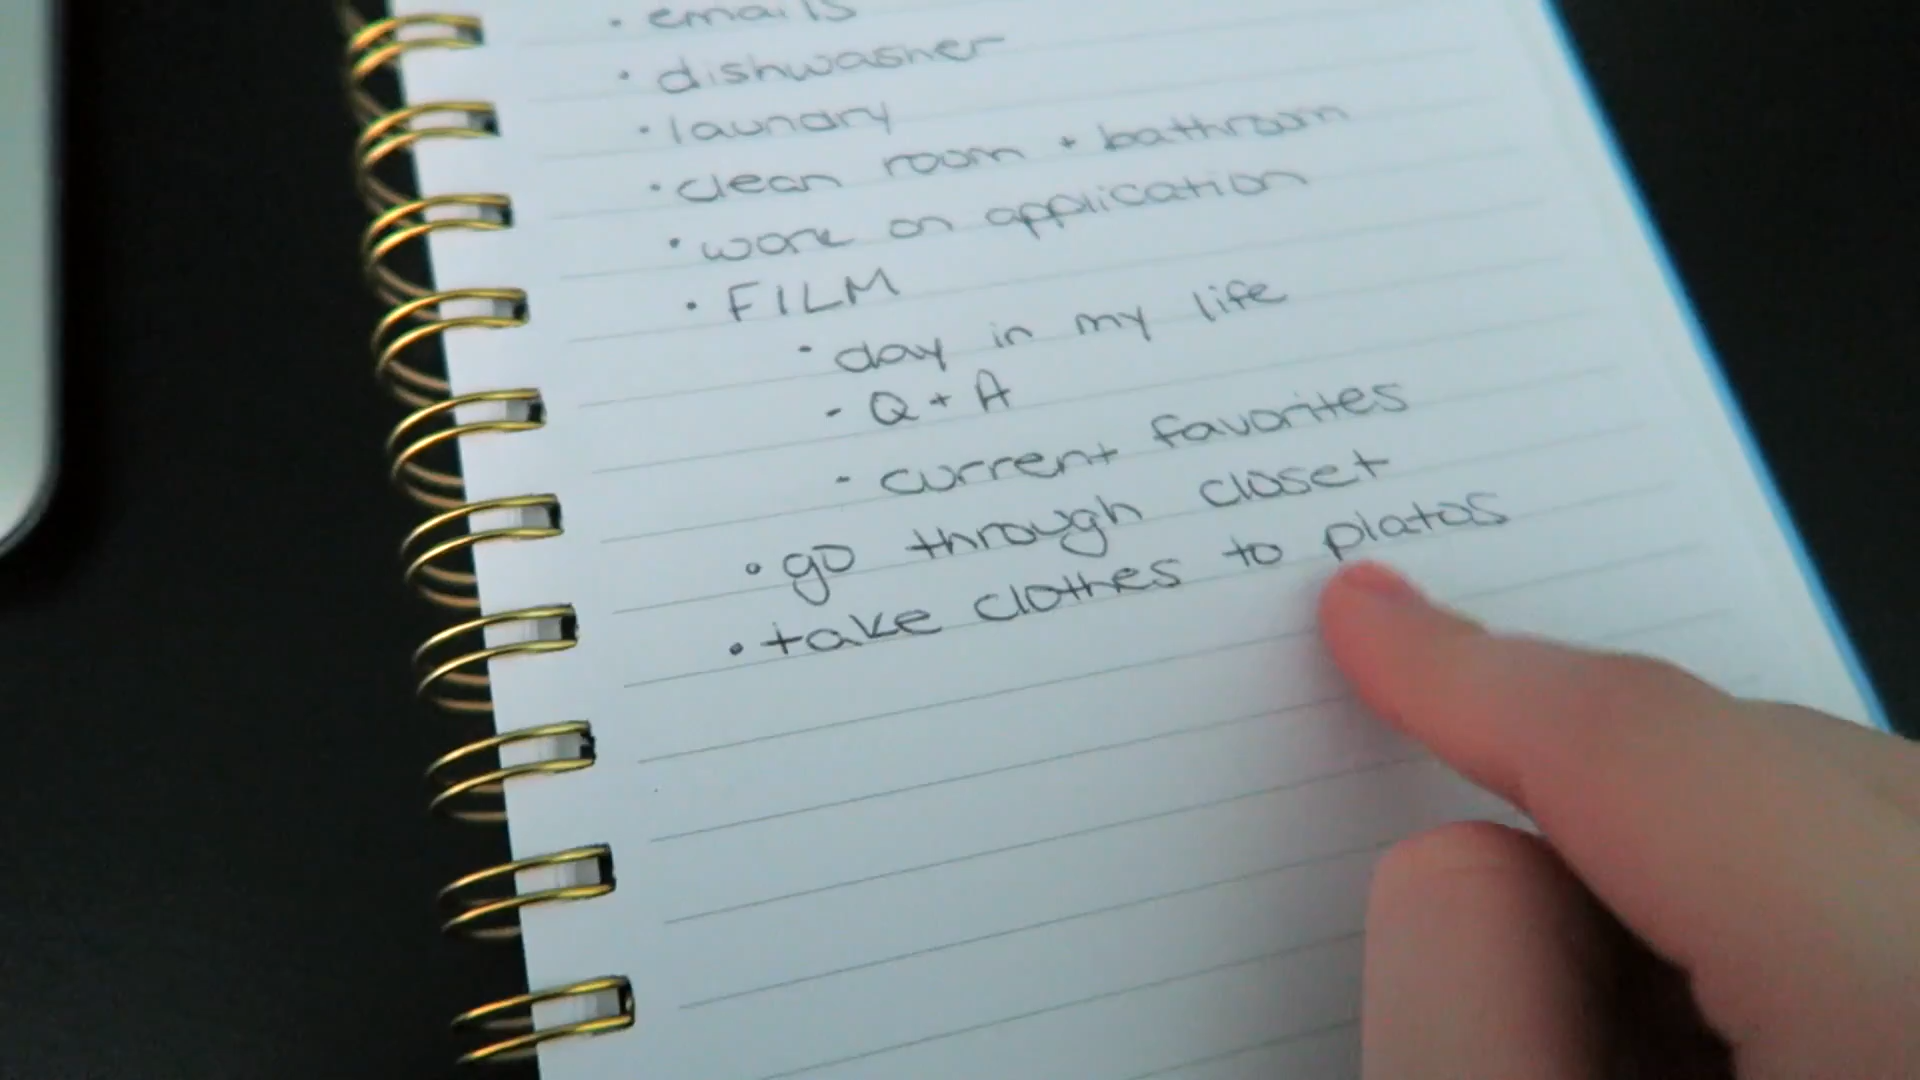 • emails
• dishwasher
• laundry
• clean room + bathroom
• work on application
• FILM
• day in my life
- Q + A
- current favorites
• go through closet
• take clothes to platos